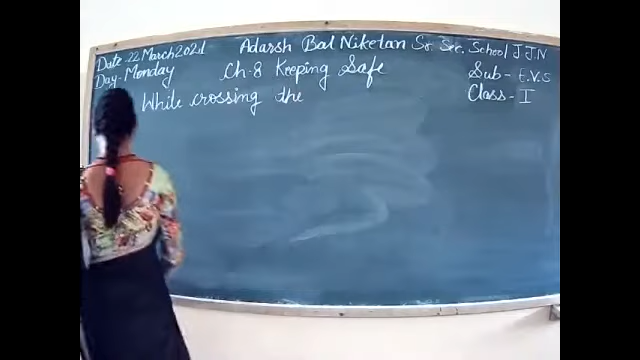 Date - 22 March 2021 Adarsh Bal Niketan Sr. Sec. School J.J.N
Day - Monday Ch-8 Keeping Safe Sub - E.V.S
While crossing the Class - I